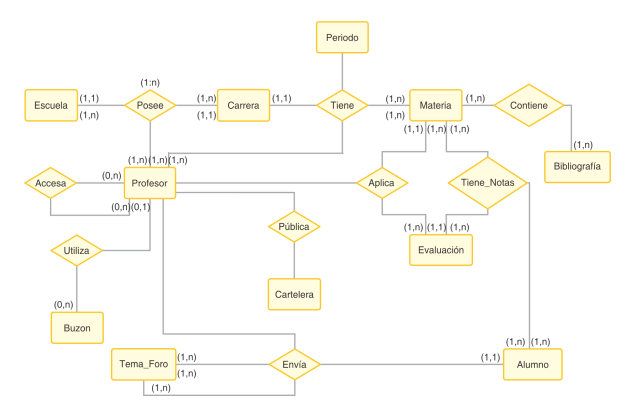 Periodo
(1:n)
Escuela
(1,1)
(1,n)
Posee
(1,n)
(1,1)
Carrera
(1,1)
Tiene
(1,n)
(1,n)
Materia
(1,n)
Contiene
(1,1) (1,n) (1,n)
(1,n)
Bibliografía
(1,n)(1,n)(1,n)
Accesa
(0,n)
Profesor
Aplica
Tiene_Notas
(0,n)(0,1)
Pública
(1,n) (1,1) (1,n)
Evaluación
Utiliza
Cartelera
(0,n)
Buzon
Tema_Foro
(1,n)
(1,n)
(1,n)
Envía
(1,1)
(1,n) (1,n)
Alumno